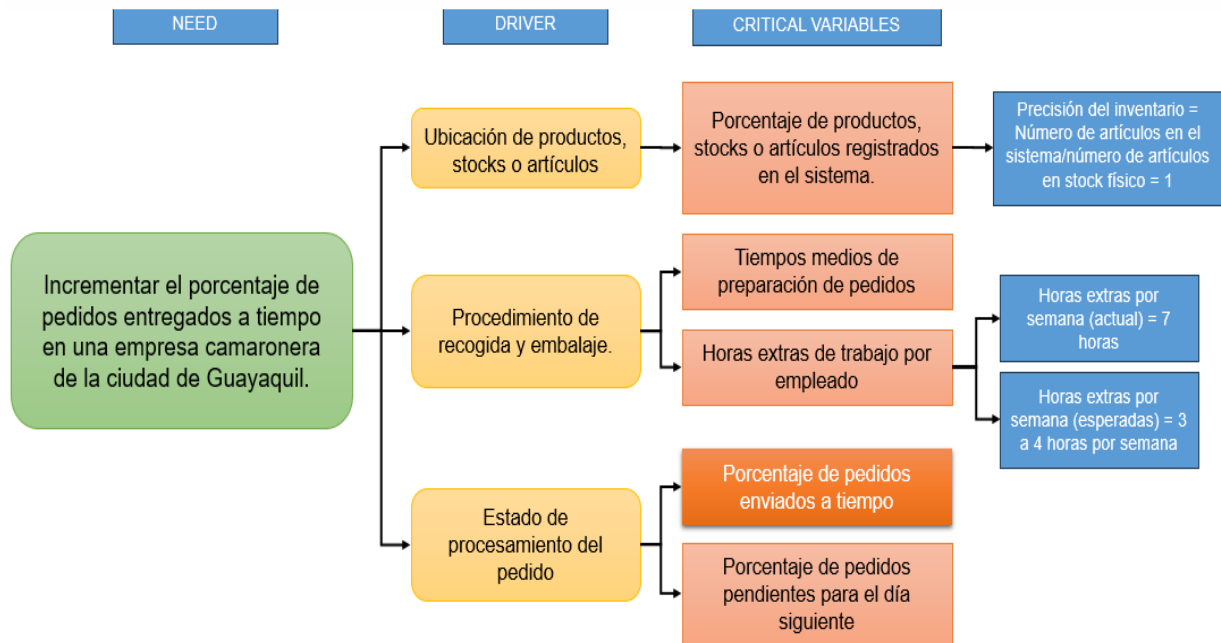 NEED
DRIVER
CRITICAL VARIABLES
Ubicación de productos,
stocks o artículos
Porcentaje de productos,
stocks o artículos registrados
en el sistema.
Precisión del inventario =
Número de artículos en el
sistema/número de artículos
en stock físico = 1
Incrementar el porcentaje de
pedidos entregados a tiempo
en una empresa camaronera
de la ciudad de Guayaquil.
Procedimiento de
recogida y embalaje.
Tiempos medios de
preparación de pedidos
Horas extras de trabajo por
empleado
Horas extras por
semana (actual) = 7
horas
Horas extras por
semana (esperadas) = 3
a 4 horas por semana
Estado de
procesamiento del
pedido
Porcentaje de pedidos
enviados a tiempo
Porcentaje de pedidos
pendientes para el día
siguiente